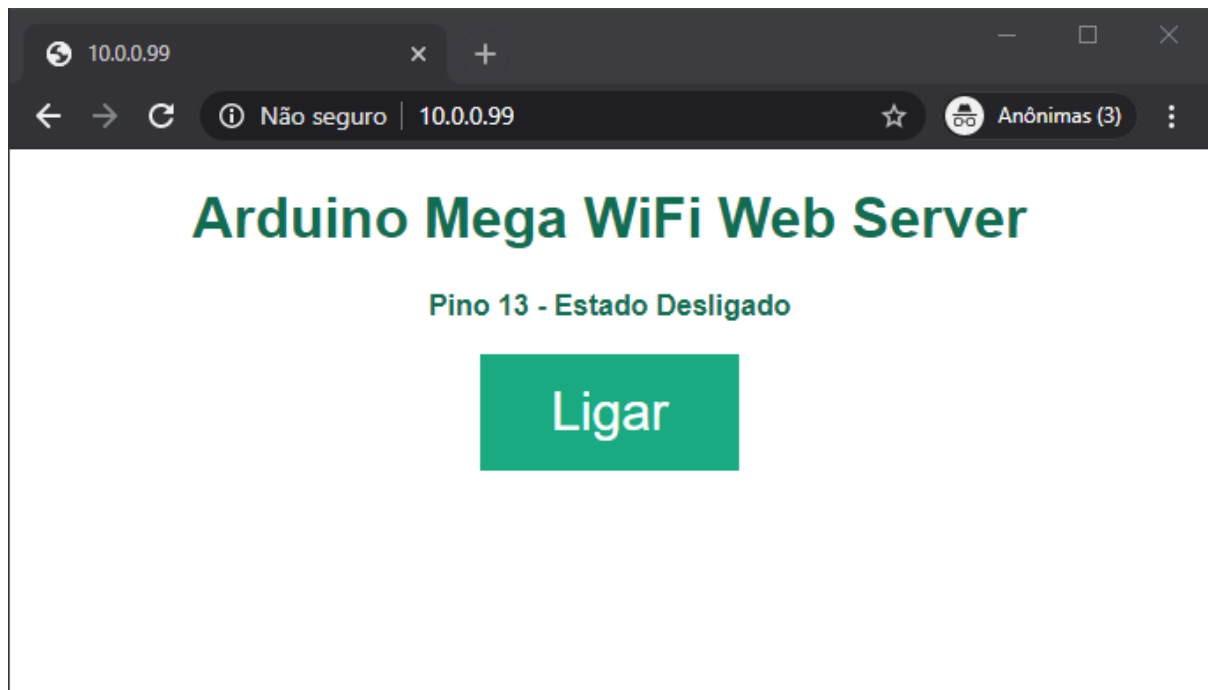 10.0.0.99
Não seguro | 10.0.0.99 Anônimas (3)
Arduino Mega WiFi Web Server
Pino 13 - Estado Desligado
Ligar